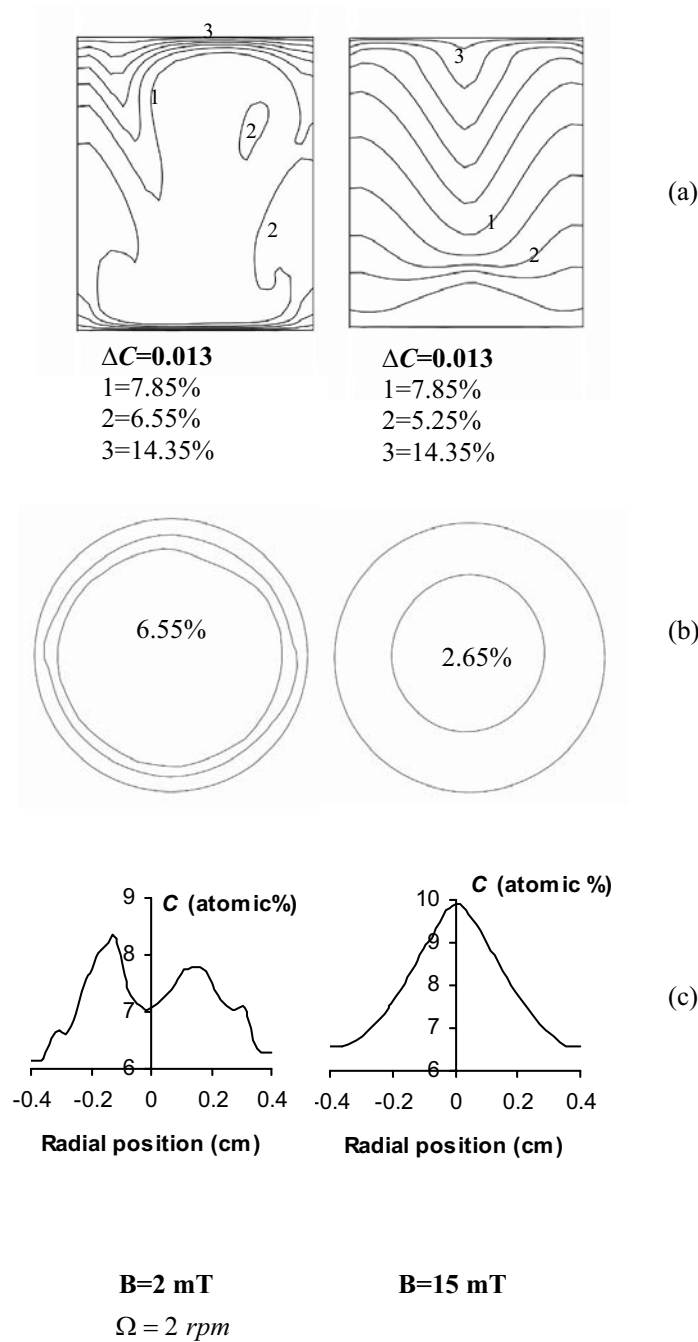 3
1
2
2
3
1
2
(a)
ΔC=0.013
1=7.85%
2=6.55%
3=14.35%
ΔC=0.013
1=7.85%
2=5.25%
3=14.35%
6.55%
2.65%
(b)
9
C (atomic%)
8
7
6
-0.4 -0.2 0 0.2 0.4
Radial position (cm)
10
C (atomic %)
9
8
7
6
-0.4 -0.2 0 0.2 0.4
Radial position (cm)
(c)
B=2 mT
B=15 mT
Ω = 2 rpm